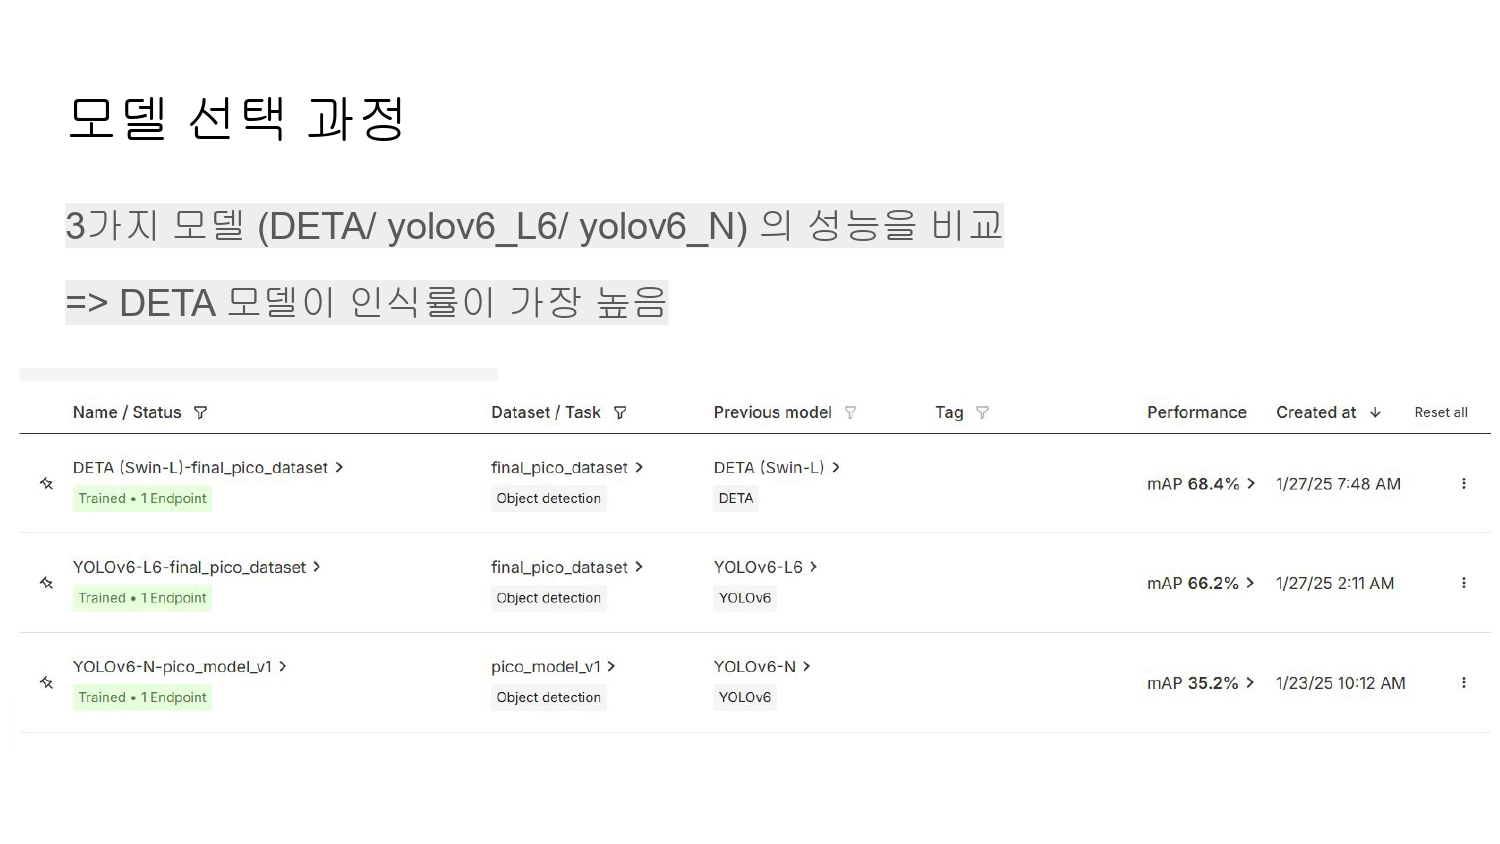 모델 선택 과정
3가지 모델 (DETA/ yolov6_L6/ yolov6_N) 의 성능을 비교
=> DETA 모델이 인식률이 가장 높음
Name / Status Dataset / Task Previous model Tag Performance Created at Reset all
DETA (Swin-L)-final_pico_dataset final_pico_dataset DETA (Swin-L)
mAP 68.4% 1/27/25 7:48 AM
Trained • 1 Endpoint Object detection DETA
YOLOv6-L6-final_pico_dataset final_pico_dataset YOLOv6-L6
mAP 66.2% 1/27/25 2:11 AM
Trained • 1 Endpoint Object detection YOLOv6
YOLOv6-N-pico_model_v1 pico_model_v1 YOLOv6-N
mAP 35.2% 1/23/25 10:12 AM
Trained • 1 Endpoint Object detection YOLOv6